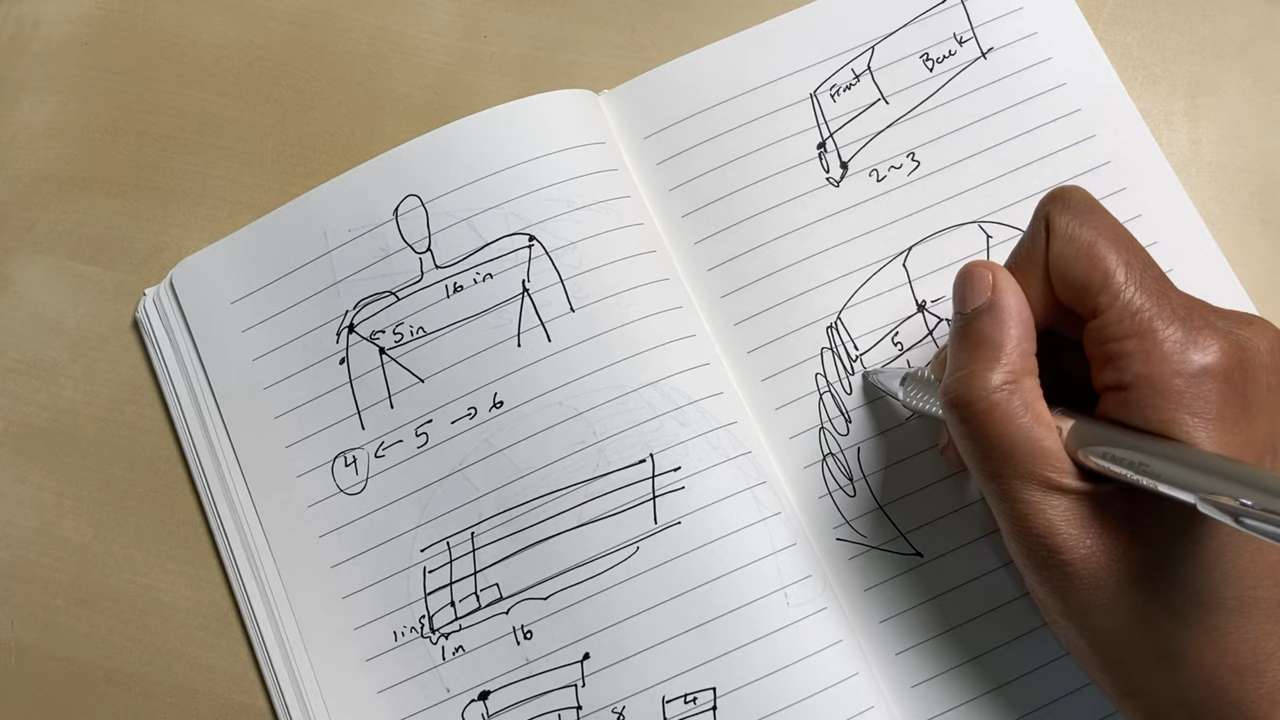 16 in
← 5 in
4 ← 5 → 6
1 in
1 in
16
8
4
Front
Back
2~3
5